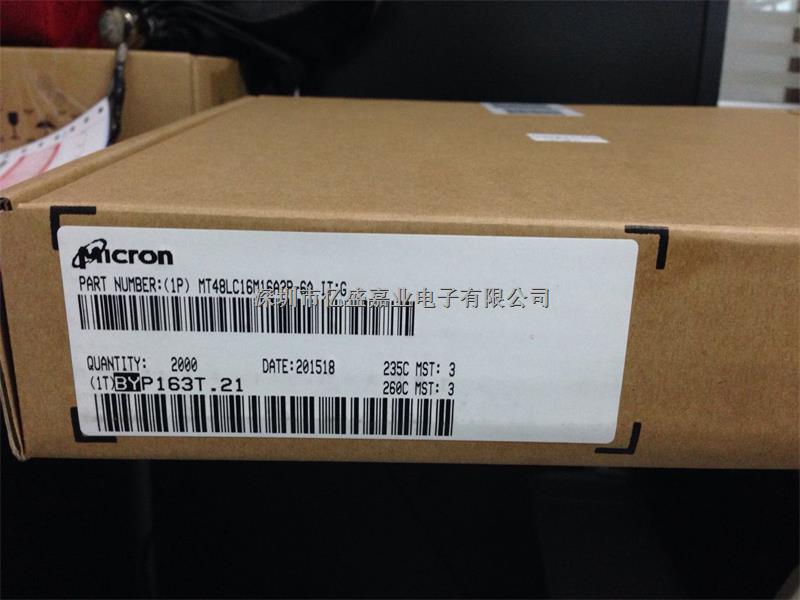 Micron
PART NUMBER:(1P) MT48LC16M16A2P-6A IT:G
深圳市亿盛嘉业电子有限公司
QUANTITY: 2000 DATE:201518 235C MST: 3
(1T)BYP163T.21 260C MST: 3